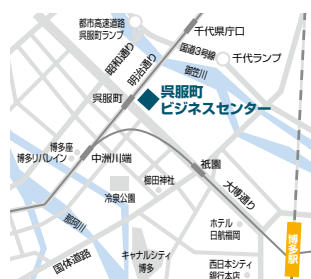 都市高速道路
呉服町ランプ
千代県庁口
昭和通り
明治通り
国道3号線
千代ランプ
御笠川
呉服町
呉服町
ビジネスセンター
博多座
博多リバレイン
中洲川端
祇園
櫛田神社
大博通り
冷泉公園
那珂川
ホテル
日航福岡
博多駅
国体道路
キャナルシティ
博多
西日本シティ
銀行本店